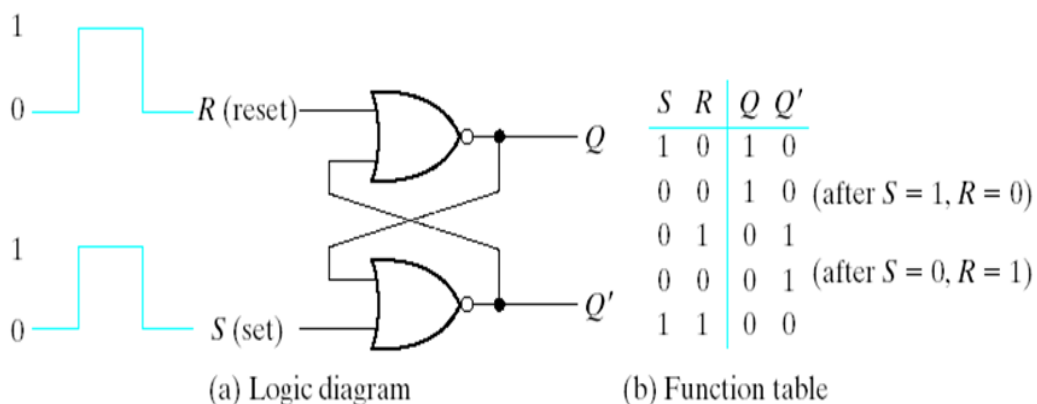 1
0
R (reset)
Q
1
0
S (set)
Q'
(a) Logic diagram
S R Q Q'
1 0 1 0
0 0 1 0 (after S = 1, R = 0)
0 1 0 1
0 0 0 1 (after S = 0, R = 1)
1 1 0 0
(b) Function table